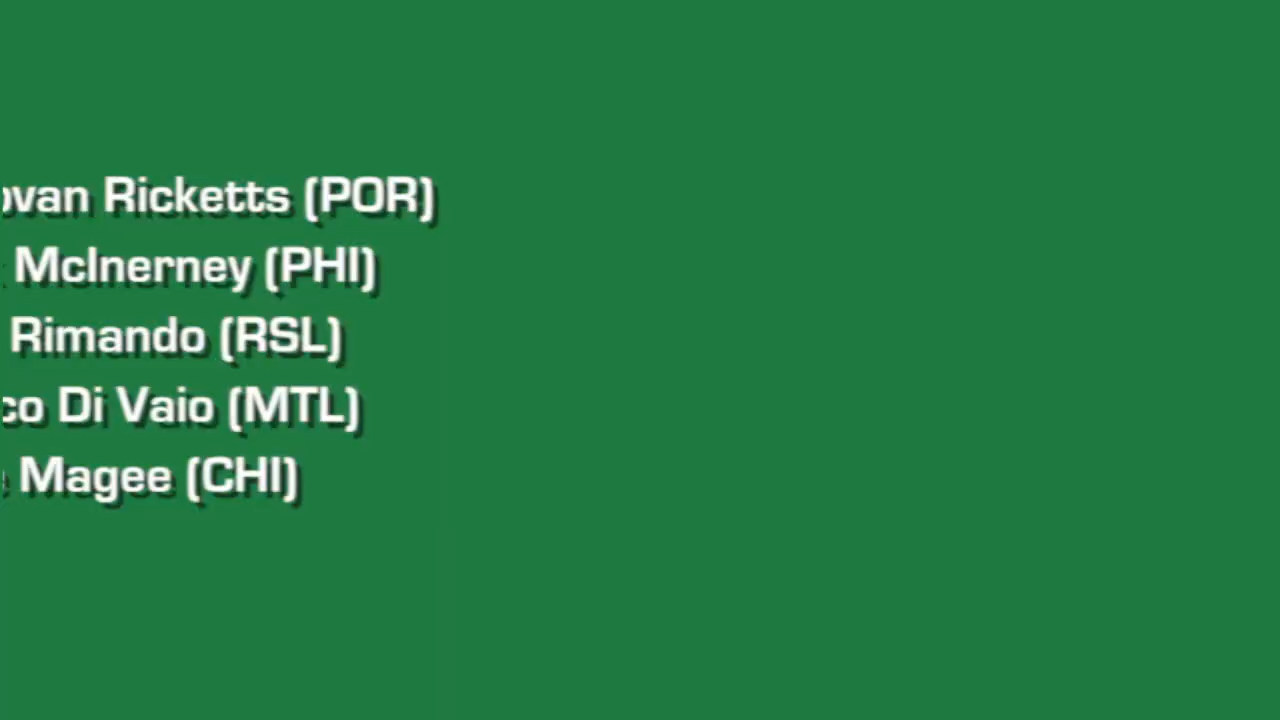 ovan Ricketts (POR)
McInerney (PHI)
Rimando (RSL)
co Di Vaio (MTL)
Magee (CHI)